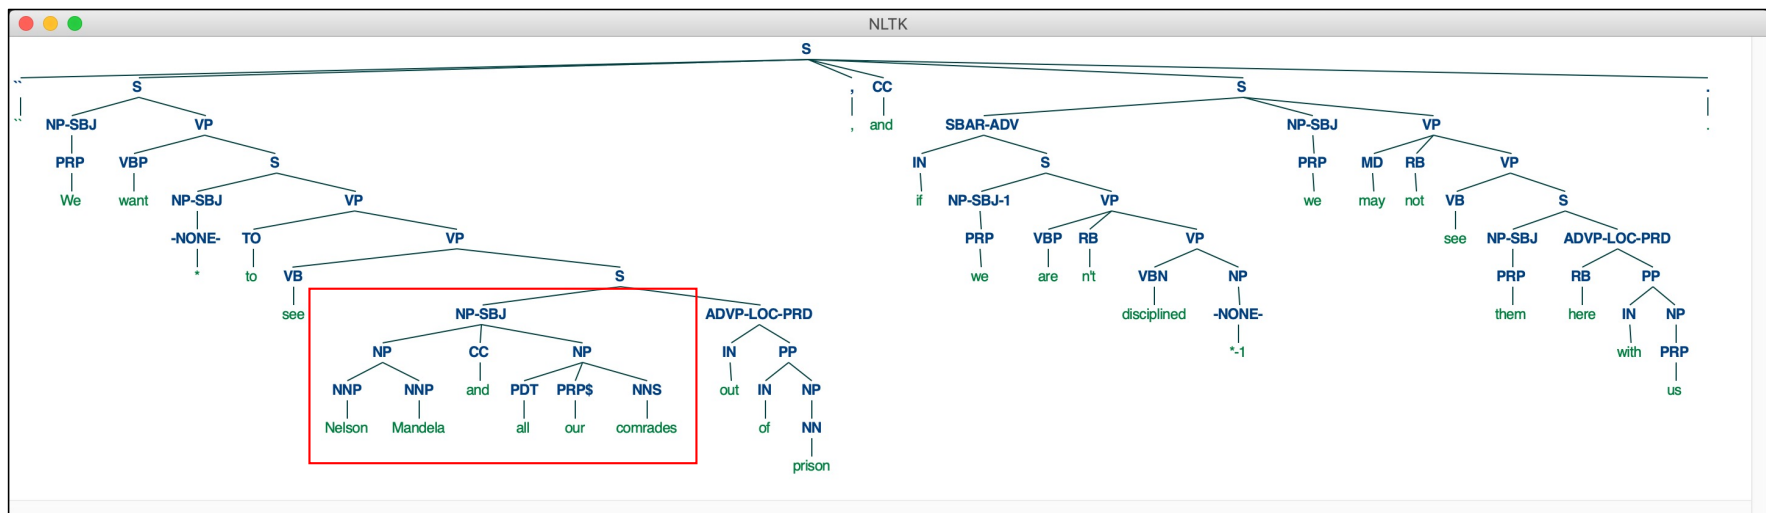 NLTK
S
`` S , CC S .
`` NP-SBJ VP , and SBAR-ADV NP-SBJ VP .
PRP VBP S IN S PRP MD RB VP
We want NP-SBJ VP if NP-SBJ-1 VP we may not VB S
-NONE- TO VP PRP VBP RB VP see NP-SBJ ADVP-LOC-PRD
* to VB S we are n't VBN NP PRP RB PP
see NP-SBJ ADVP-LOC-PRD disciplined -NONE- them here IN NP
NP CC NP IN PP *-1 with PRP
NNP NNP and PDT PRP$ NNS out IN NP us
Nelson Mandela all our comrades of NN
prison